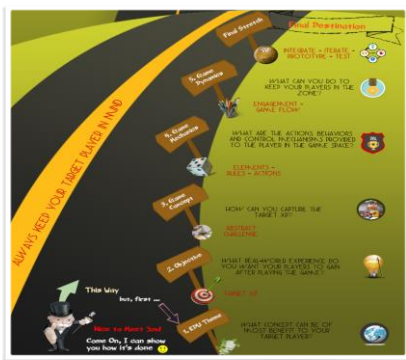 Final Destination
Final Stretch
INTEGRATE + ITERATE +
PROTOTYPE + TEST
5. Game
Dynamics
WHAT CAN YOU DO TO
KEEP YOUR PLAYERS IN THE
ZONE?
ENGAGEMENT +
GAME FLOW
4. Game
Mechanics
WHAT ARE THE ACTIONS BEHAVIORS
AND CONTROL MECHANISMS PROVIDED
TO THE PLAYER IN THE GAME SPACE?
ELEMENTS +
RULES + ACTIONS
3. Game
Concept
HOW CAN YOU CAPTURE THE
TARGET XP?
ABSTRACT
CHALLENGE
2. Objective
WHAT REAL-WORLD EXPERIENCE DO
YOU WANT YOUR PLAYERS TO GAIN
AFTER PLAYING THE GAME?
TARGET XP
1. EDU Theme
WHAT CONCEPT CAN BE OF
MOST BENEFIT TO YOUR
TARGET PLAYER?
ALWAYS KEEP YOUR TARGET PLAYER IN MIND
This Way
but, first ...
Nice to Meet You!
Come On, I can show
you how it's done